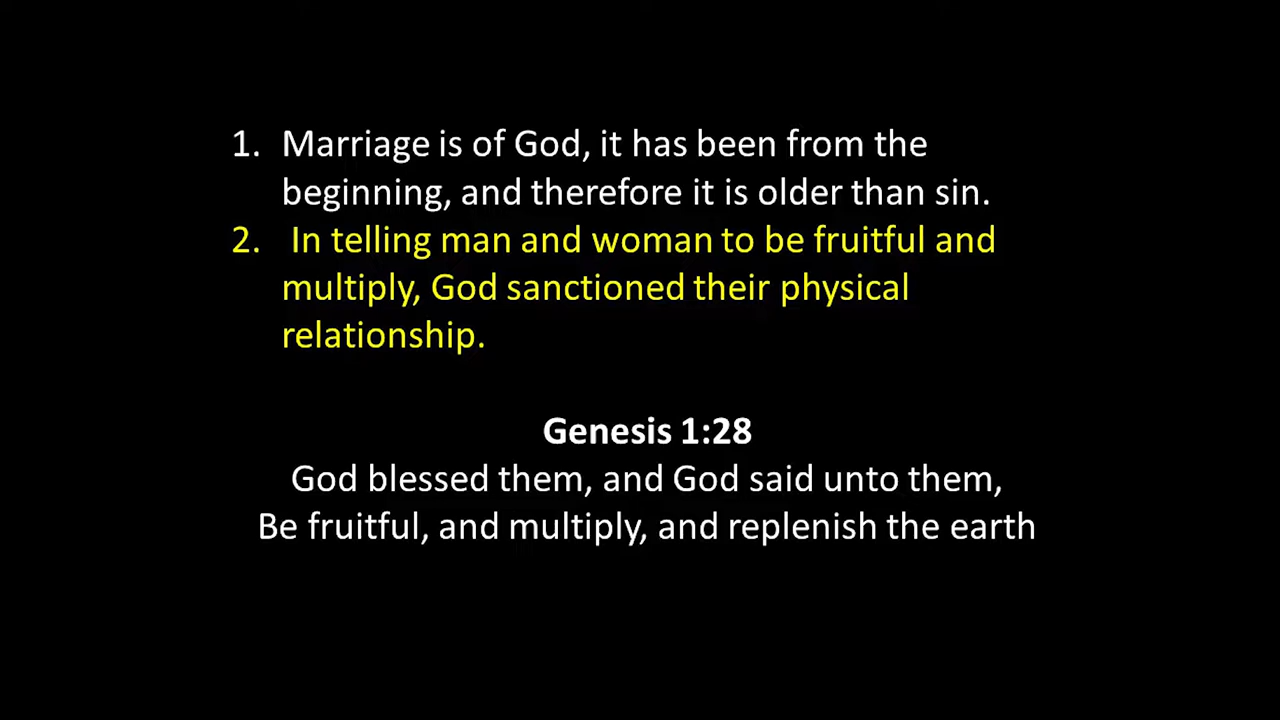 1. Marriage is of God, it has been from the
beginning, and therefore it is older than sin.
2. In telling man and woman to be fruitful and
multiply, God sanctioned their physical
relationship.
Genesis 1:28
God blessed them, and God said unto them,
Be fruitful, and multiply, and replenish the earth